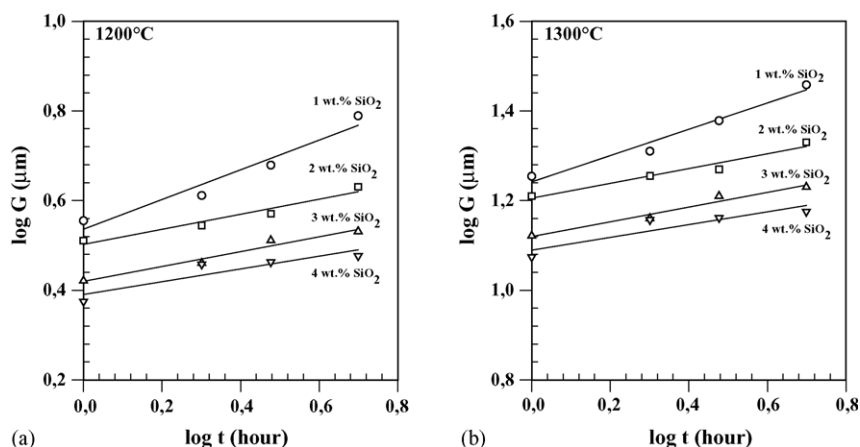 1200°C
1,0
0,8
0,6
0,4
0,2
log G (μm)
1 wt.% SiO2
2 wt.% SiO2
3 wt.% SiO2
4 wt.% SiO2
0,0 0,2 0,4 0,6 0,8
(a) log t (hour)
1300°C
1,6
1,4
1,2
1,0
0,8
log G (μm)
1 wt.% SiO2
2 wt.% SiO2
3 wt.% SiO2
4 wt.% SiO2
0,0 0,2 0,4 0,6 0,8
(b) log t (hour)